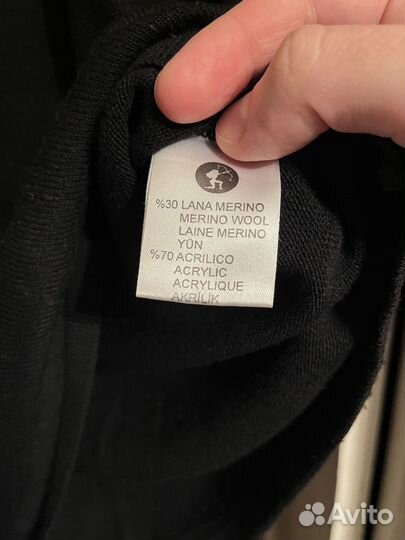 %30 LANA MERINO
MERINO WOOL
LAINE MERINO
YÜN
%70 ACRILICO
ACRYLIC
ACRYLIQUE
AKRİLİK
Avito